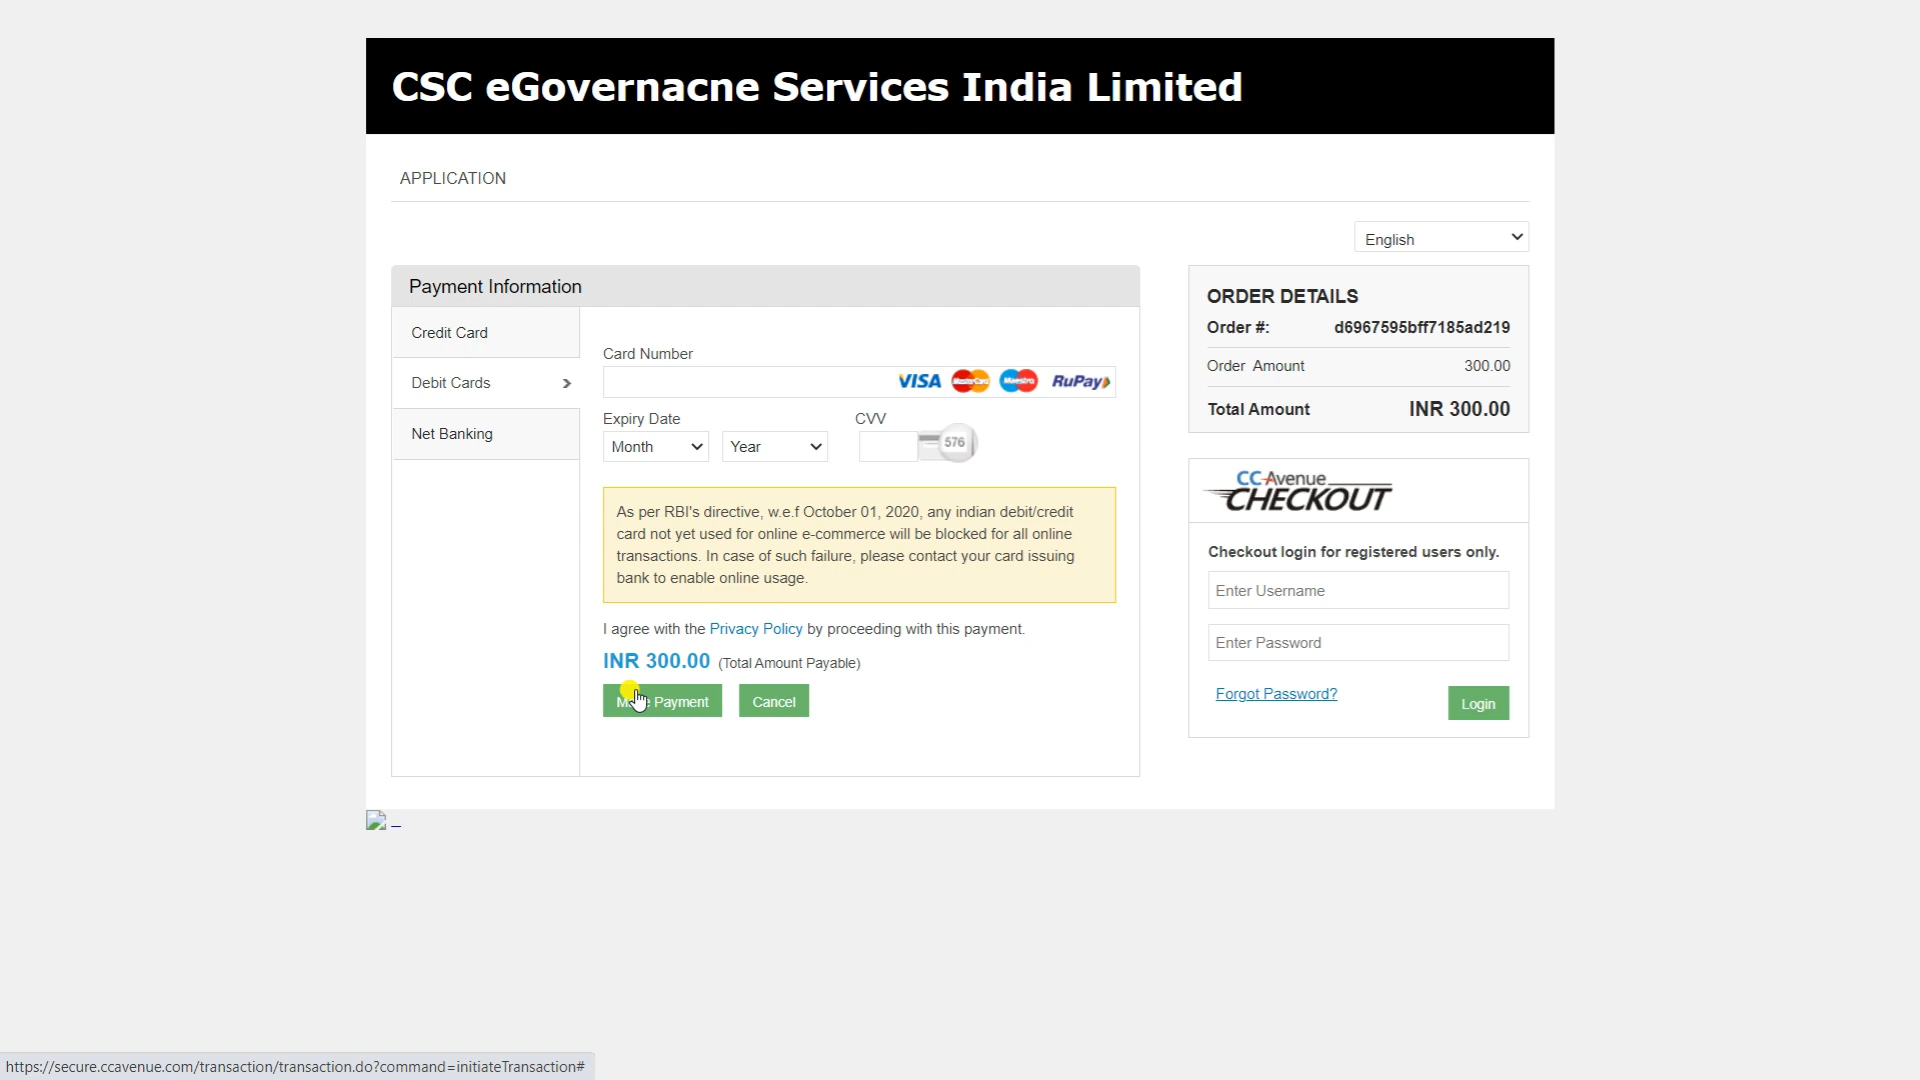 CSC eGovernacne Services India Limited
APPLICATION
English
Payment Information
Credit Card
Debit Cards
Net Banking
Card Number
VISA MasterCard Maestro RuPay
Expiry Date
CVV
Month
Year
576
As per RBI's directive, w.e.f October 01, 2020, any indian debit/credit
card not yet used for online e-commerce will be blocked for all online
transactions. In case of such failure, please contact your card issuing
bank to enable online usage.
I agree with the Privacy Policy by proceeding with this payment.
INR 300.00 (Total Amount Payable)
Payment
Cancel
ORDER DETAILS
Order #: d6967595bff7185ad219
Order Amount 300.00
Total Amount INR 300.00
CCAvenue
CHECKOUT
Checkout login for registered users only.
Enter Username
Enter Password
Forgot Password?
Login
https://secure.ccavenue.com/transaction/transaction.do?command=initiateTransaction#